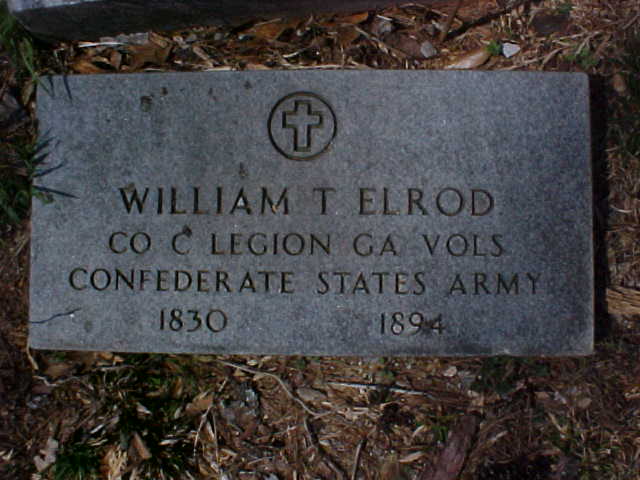 WILLIAM T ELROD
CO C LEGION GA VOLS
CONFEDERATE STATES ARMY
1830 1894